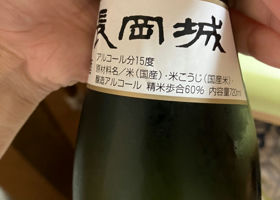 長岡城
アルコール分15度
原材料名／米（国産）・米こうじ（国産米）・
醸造アルコール 精米歩合60% 内容量720ml